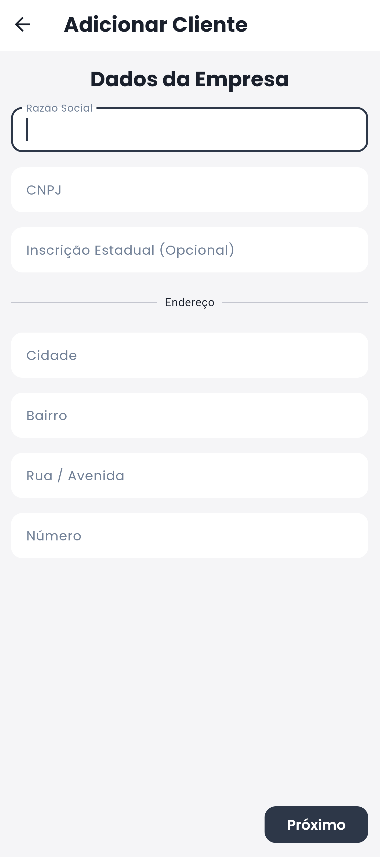 Adicionar Cliente
Dados da Empresa
Razão Social
CNPJ
Inscrição Estadual (Opcional)
Endereço
Cidade
Bairro
Rua / Avenida
Número
Próximo